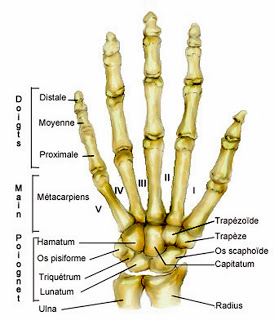 Doigts
Distale
Moyenne
Proximale
Main
Métacarpiens
V
IV
III
II
I
Poiognet
Hamatum
Os pisiforme
Triquétrum
Lunatum
Ulna
Trapézoïde
Trapèze
Os scaphoïde
Capitatum
Radius